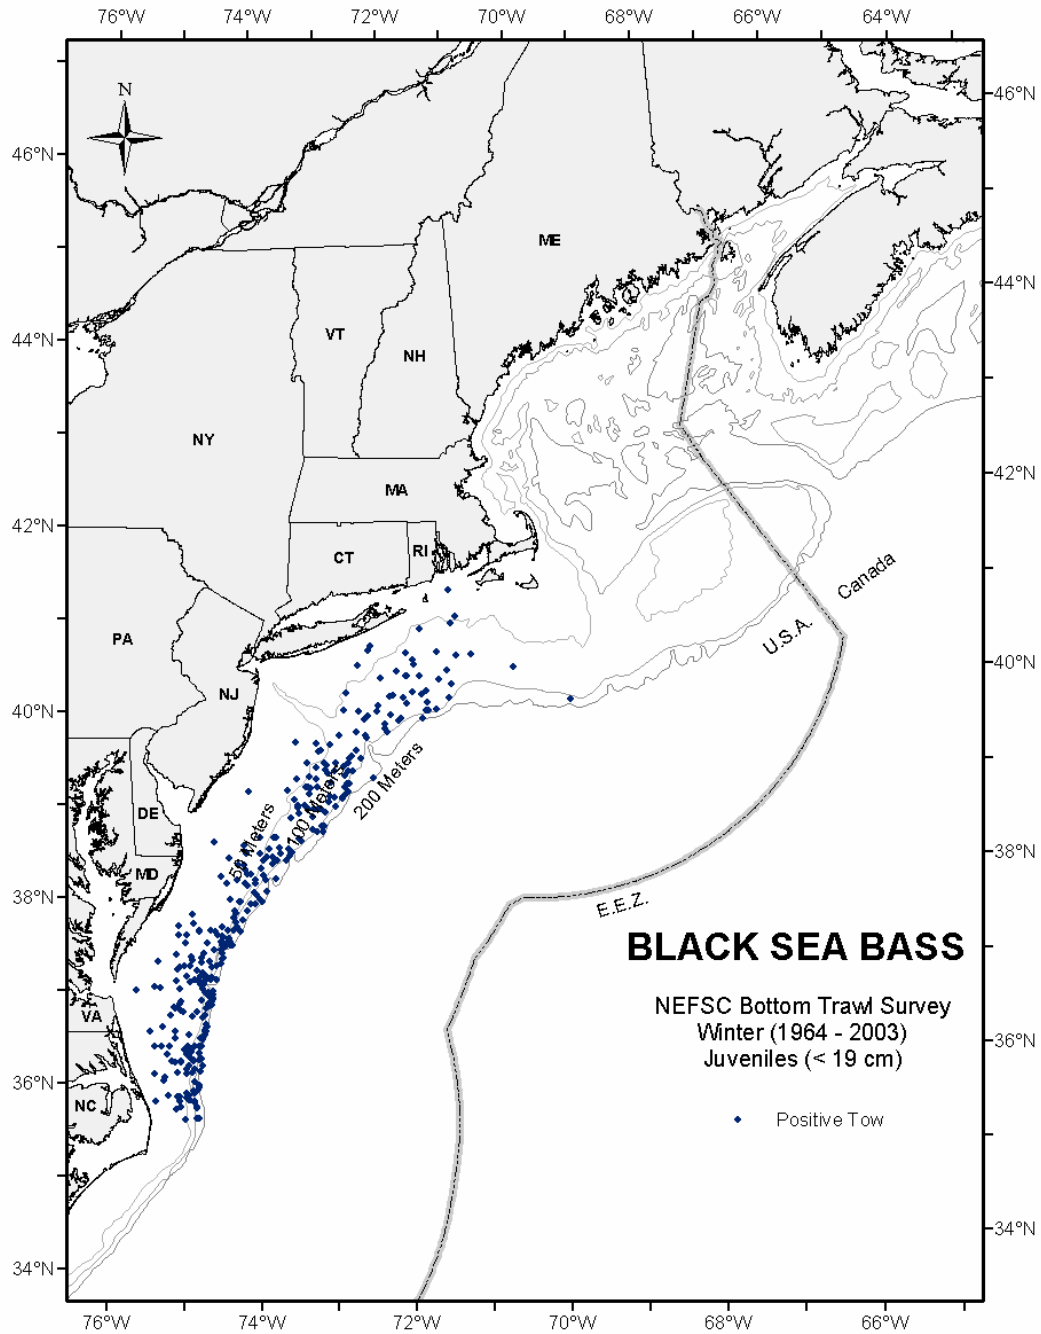 76°W 74°W 72°W 70°W 68°W 66°W 64°W
N
46°N
46°N
ME
44°N
VT
44°N
NH
NY
42°N
MA
42°N
CT
RI
Canada
PA
U.S.A.
40°N
NJ
40°N
200 Meters
100 Meters
50 Meters
DE
38°N
MD
38°N
E.E.Z.
BLACK SEA BASS
NEFSC Bottom Trawl Survey
Winter (1964 - 2003)
Juveniles (< 19 cm)
VA
36°N
36°N
NC
Positive Tow
34°N
34°N
76°W 74°W 72°W 70°W 68°W 66°W